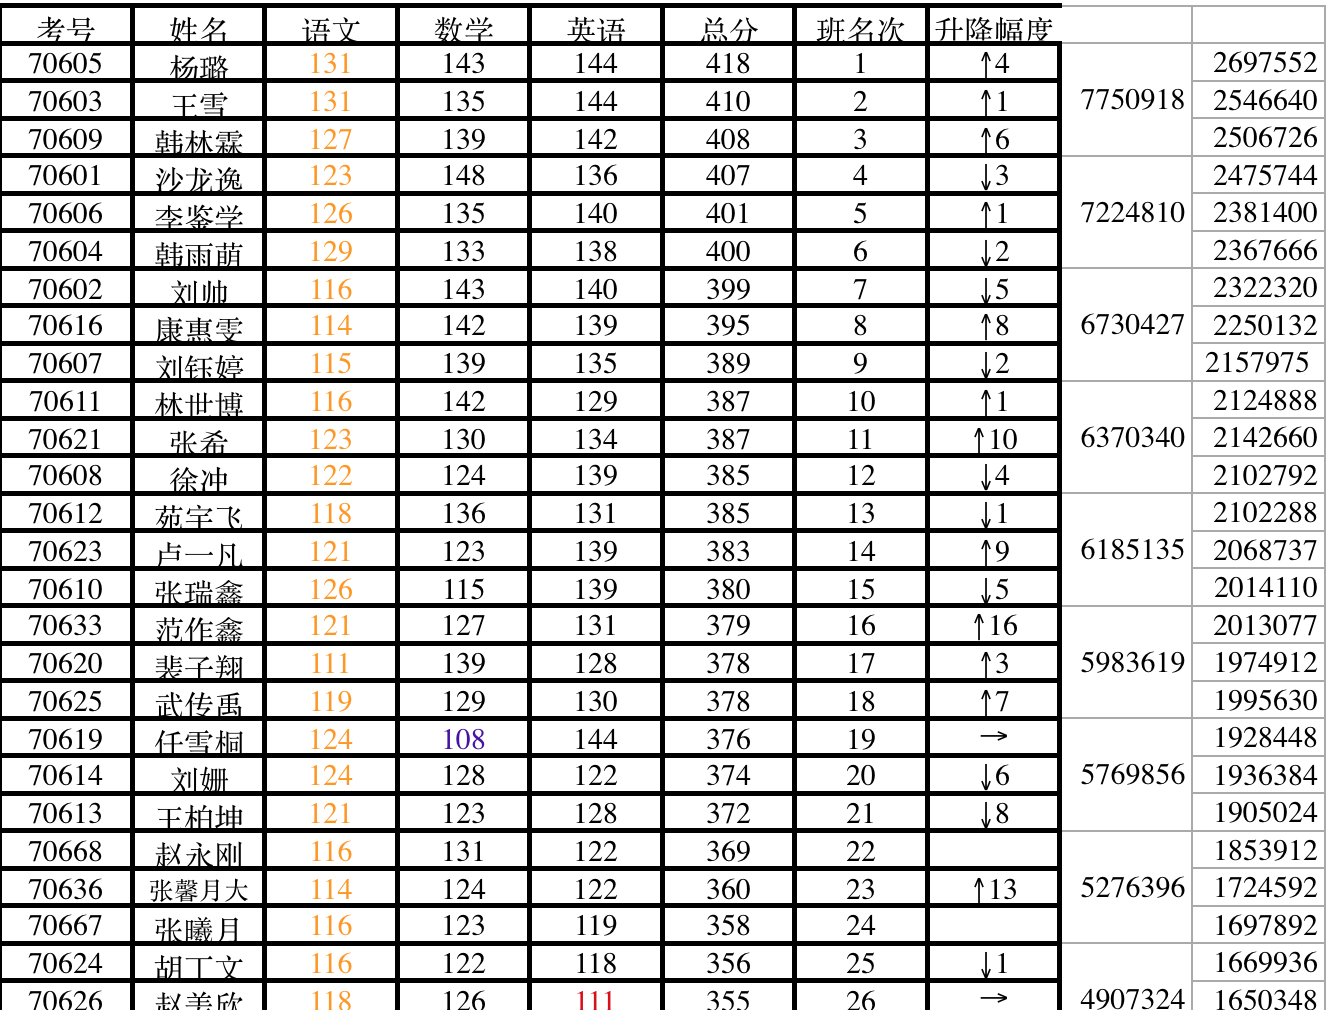 考号 姓名 语文 数学 英语 总分 班名次 升降幅度
70605 杨璐 131 143 144 418 1 ↑4 2697552
70603 王雪 131 135 144 410 2 ↑1 7750918 2546640
70609 韩林霖 127 139 142 408 3 ↑6 2506726
70601 沙龙逸 123 148 136 407 4 ↓3 2475744
70606 李鉴学 126 135 140 401 5 ↑1 7224810 2381400
70604 韩雨萌 129 133 138 400 6 ↓2 2367666
70602 刘帅 116 143 140 399 7 ↓5 2322320
70616 康惠雯 114 142 139 395 8 ↑8 6730427 2250132
70607 刘钰婷 115 139 135 389 9 ↓2 2157975
70611 林世博 116 142 129 387 10 ↑1 2124888
70621 张希 123 130 134 387 11 ↑10 6370340 2142660
70608 徐冲 122 124 139 385 12 ↓4 2102792
70612 苑宇飞 118 136 131 385 13 ↓1 2102288
70623 卢一凡 121 123 139 383 14 ↑9 6185135 2068737
70610 张瑞鑫 126 115 139 380 15 ↓5 2014110
70633 范作鑫 121 127 131 379 16 ↑16 2013077
70620 裴子翔 111 139 128 378 17 ↑3 5983619 1974912
70625 武传禹 119 129 130 378 18 ↑7 1995630
70619 任雪桐 124 108 144 376 19 → 1928448
70614 刘姗 124 128 122 374 20 ↓6 5769856 1936384
70613 王柏坤 121 123 128 372 21 ↓8 1905024
70668 赵永刚 116 131 122 369 22 1853912
70636 张馨月大 114 124 122 360 23 ↑13 5276396 1724592
70667 张曦月 116 123 119 358 24 1697892
70624 胡丁文 116 122 118 356 25 ↓1 1669936
70626 赵美欣 118 126 111 355 26 → 4907324 1650348